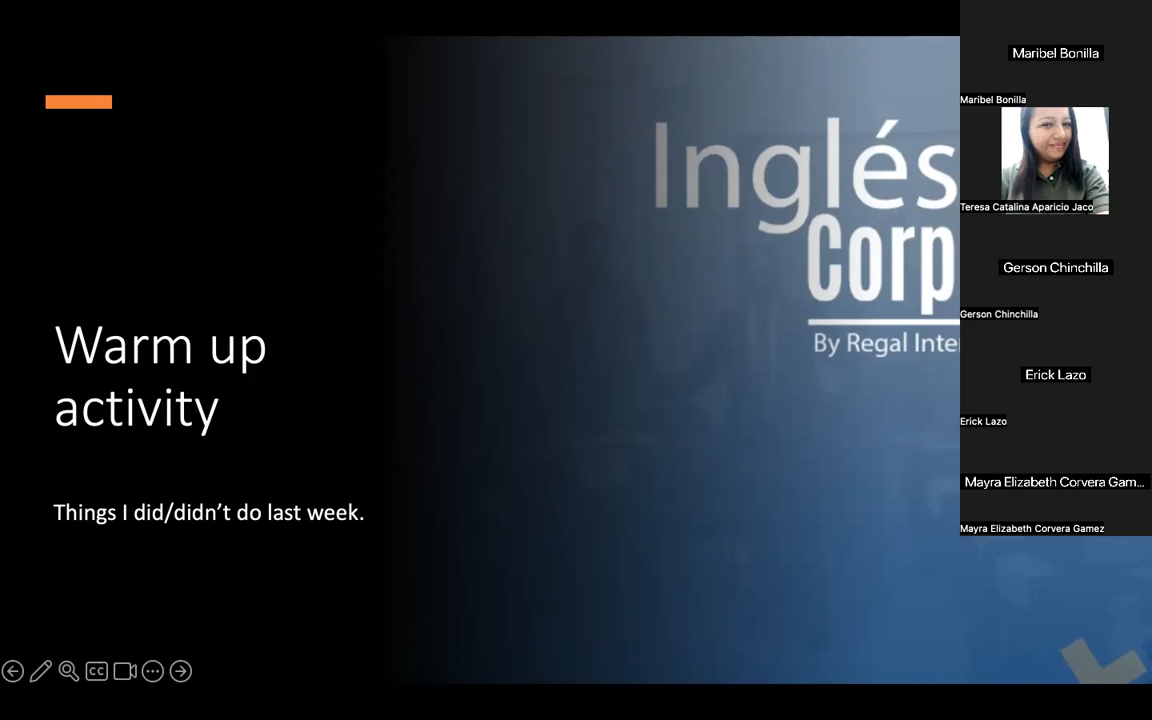 Warm up
activity
Things I did/didn't do last week.
Inglés
Corp
By Regal Inte
CC
Maribel Bonilla
Maribel Bonilla
Teresa Catalina Aparicio Jaco
Gerson Chinchilla
Gerson Chinchilla
Erick Lazo
Erick Lazo
Mayra Elizabeth Corvera Gam...
Mayra Elizabeth Corvera Gamez